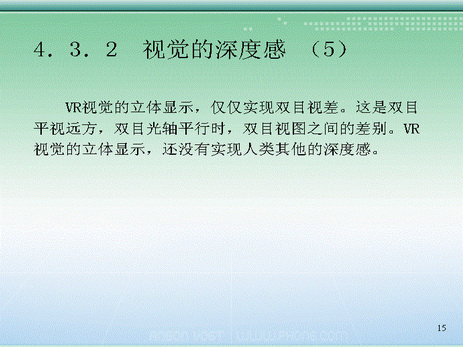 4．3．2　视觉的深度感 （5）
VR视觉的立体显示，仅仅实现双目视差。这是双目
平视远方，双目光轴平行时，双目视图之间的差别。VR
视觉的立体显示，还没有实现人类其他的深度感。
15